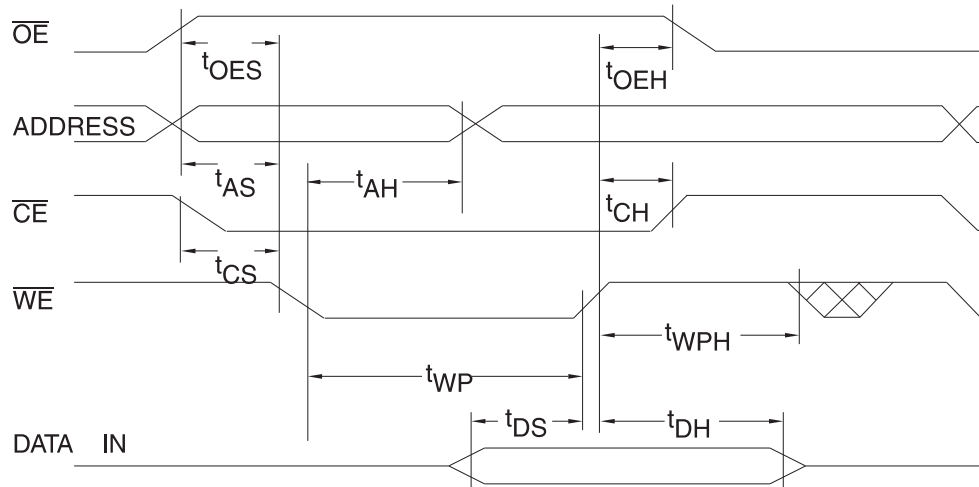 OE
tOES
tOEH
ADDRESS
tAS
tAH
CE
tCH
tCS
WE
tWPH
tWP
tDS
tDH
DATA IN